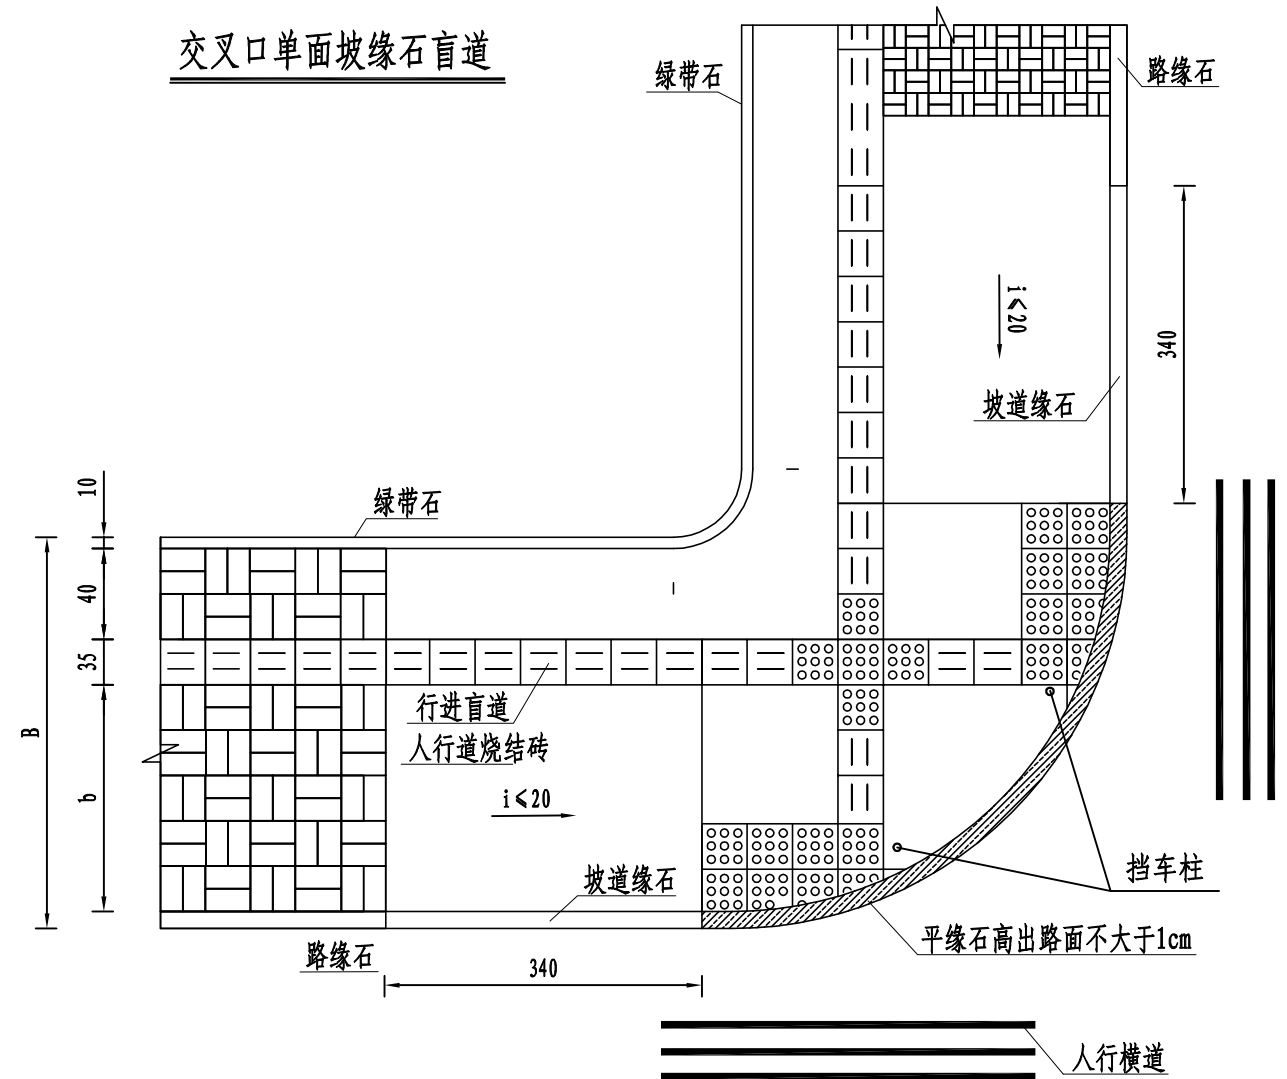 交叉口单面坡缘石盲道
绿带石
路缘石
i≤20
340
坡道缘石
10
绿带石
40
35
行进盲道
人行道烧结砖
B
b
i≤20
坡道缘石
挡车柱
平缘石高出路面不大于1cm
路缘石
340
人行横道